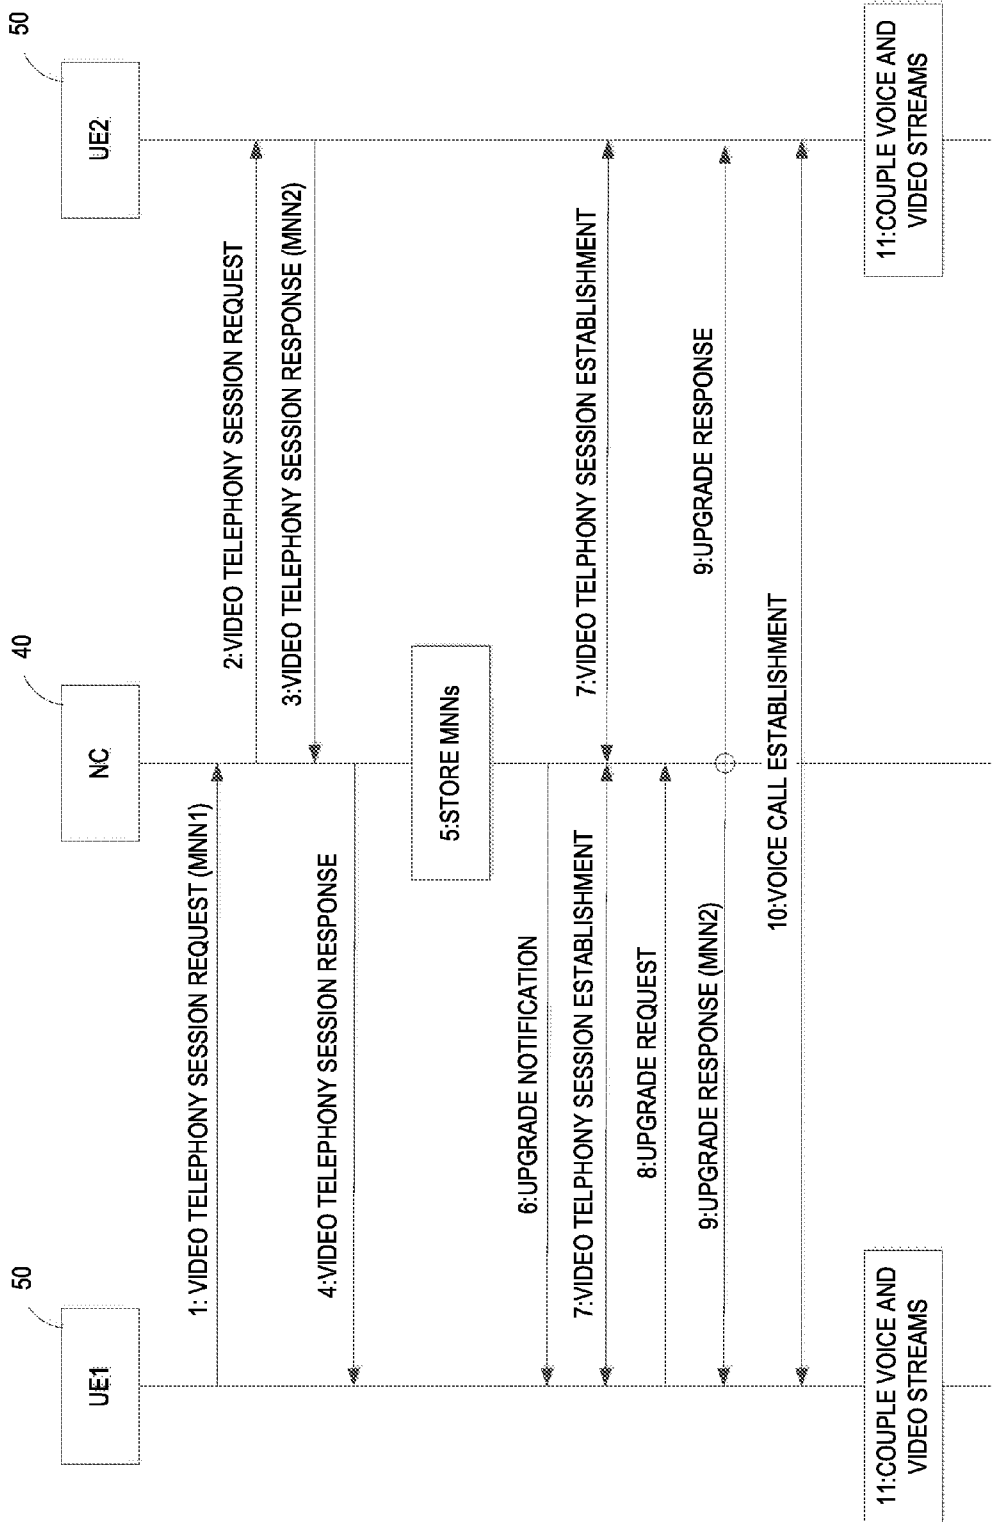 50
40
50
UE1
NC
UE2
1: VIDEO TELEPHONY SESSION REQUEST (MNN1)
2:VIDEO TELEPHONY SESSION REQUEST
3:VIDEO TELEPHONY SESSION RESPONSE (MNN2)
4:VIDEO TELEPHONY SESSION RESPONSE
5:STORE MNNs
6:UPGRADE NOTIFICATION
7:VIDEO TELPHONY SESSION ESTABLISHMENT
7:VIDEO TELPHONY SESSION ESTABLISHMENT
8:UPGRADE REQUEST
9:UPGRADE RESPONSE (MNN2)
9:UPGRADE RESPONSE
10:VOICE CALL ESTABLISHMENT
11:COUPLE VOICE AND
VIDEO STREAMS
11:COUPLE VOICE AND
VIDEO STREAMS